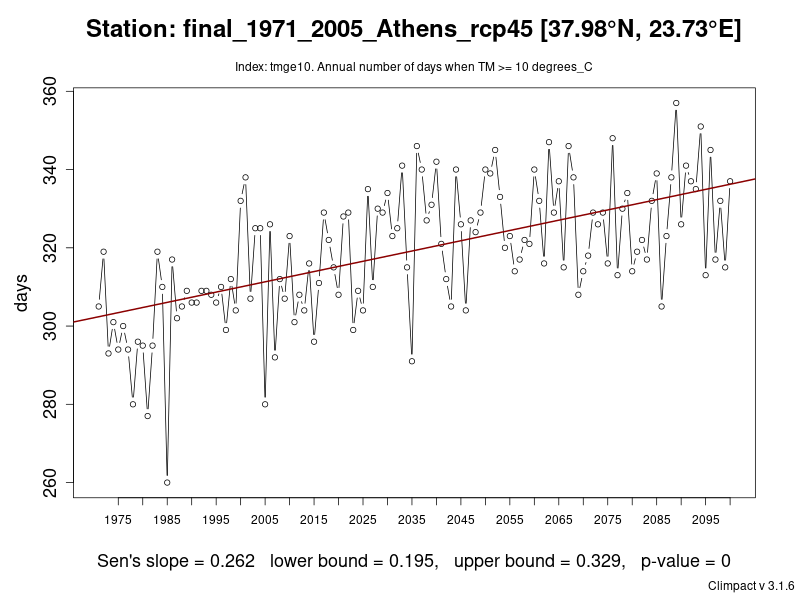 Station: final_1971_2005_Athens_rcp45 [37.98°N, 23.73°E]
Index: tmge10. Annual number of days when TM >= 10 degrees_C
360
340
320
300
280
260
days
1975 1985 1995 2005 2015 2025 2035 2045 2055 2065 2075 2085 2095
Sen's slope = 0.262 lower bound = 0.195, upper bound = 0.329, p-value = 0
Climpact v 3.1.6